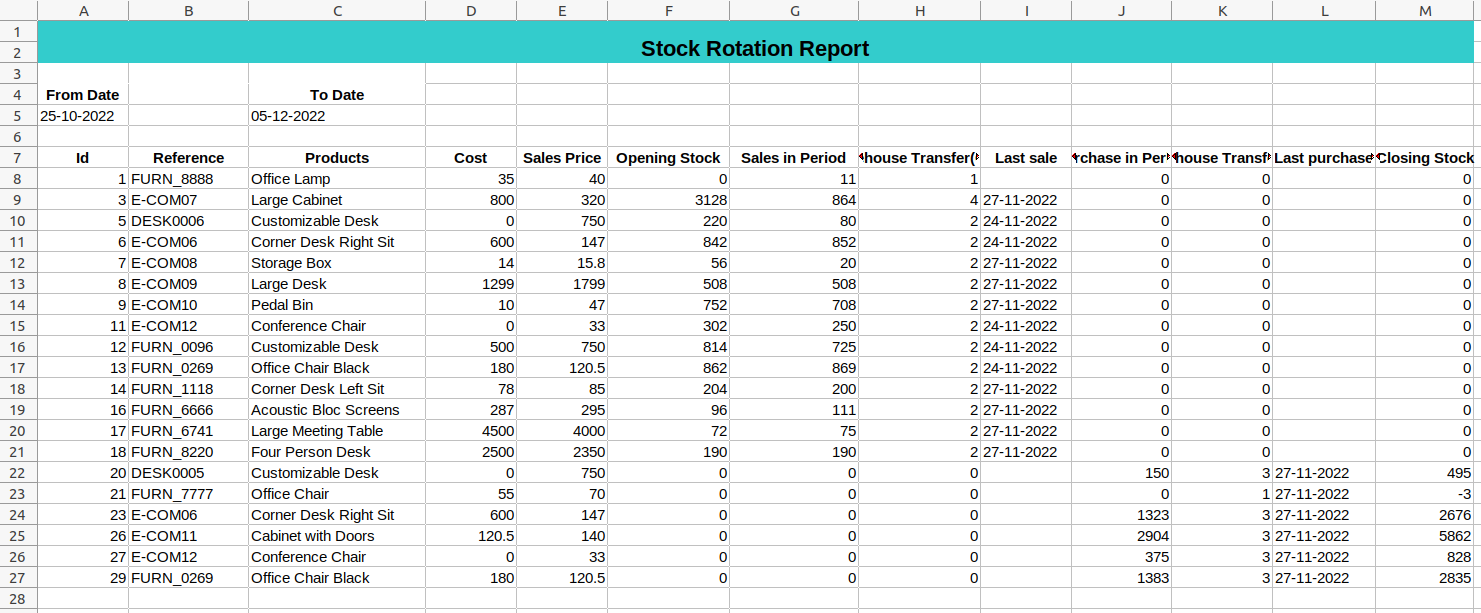 A B C D E F G H I J K L M
1
2 Stock Rotation Report
3
4 From Date To Date
5 25-10-2022 05-12-2022
6
7 Id Reference Products Cost Sales Price Opening Stock Sales in Period house Transfer( Last sale rchase in Per house Transf Last purchase Closing Stock
8 1 FURN_8888 Office Lamp 35 40 0 11 1 0 0 0
9 3 E-COM07 Large Cabinet 800 320 3128 864 4 27-11-2022 0 0 0
10 5 DESK0006 Customizable Desk 0 750 220 80 2 24-11-2022 0 0 0
11 6 E-COM06 Corner Desk Right Sit 600 147 842 852 2 24-11-2022 0 0 0
12 7 E-COM08 Storage Box 14 15.8 56 20 2 27-11-2022 0 0 0
13 8 E-COM09 Large Desk 1299 1799 508 508 2 27-11-2022 0 0 0
14 9 E-COM10 Pedal Bin 10 47 752 708 2 27-11-2022 0 0 0
15 11 E-COM12 Conference Chair 0 33 302 250 2 24-11-2022 0 0 0
16 12 FURN_0096 Customizable Desk 500 750 814 725 2 24-11-2022 0 0 0
17 13 FURN_0269 Office Chair Black 180 120.5 862 869 2 24-11-2022 0 0 0
18 14 FURN_1118 Corner Desk Left Sit 78 85 204 200 2 27-11-2022 0 0 0
19 16 FURN_6666 Acoustic Bloc Screens 287 295 96 111 2 27-11-2022 0 0 0
20 17 FURN_6741 Large Meeting Table 4500 4000 72 75 2 27-11-2022 0 0 0
21 18 FURN_8220 Four Person Desk 2500 2350 190 190 2 27-11-2022 0 0 0
22 20 DESK0005 Customizable Desk 0 750 0 0 0 150 3 27-11-2022 495
23 21 FURN_7777 Office Chair 55 70 0 0 0 0 1 27-11-2022 -3
24 23 E-COM06 Corner Desk Right Sit 600 147 0 0 0 1323 3 27-11-2022 2676
25 26 E-COM11 Cabinet with Doors 120.5 140 0 0 0 2904 3 27-11-2022 5862
26 27 E-COM12 Conference Chair 0 33 0 0 0 375 3 27-11-2022 828
27 29 FURN_0269 Office Chair Black 180 120.5 0 0 0 1383 3 27-11-2022 2835
28